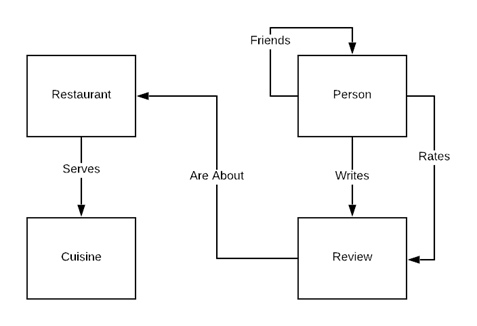 Friends
Restaurant
Person
Rates
Serves
Are About
Writes
Cuisine
Review